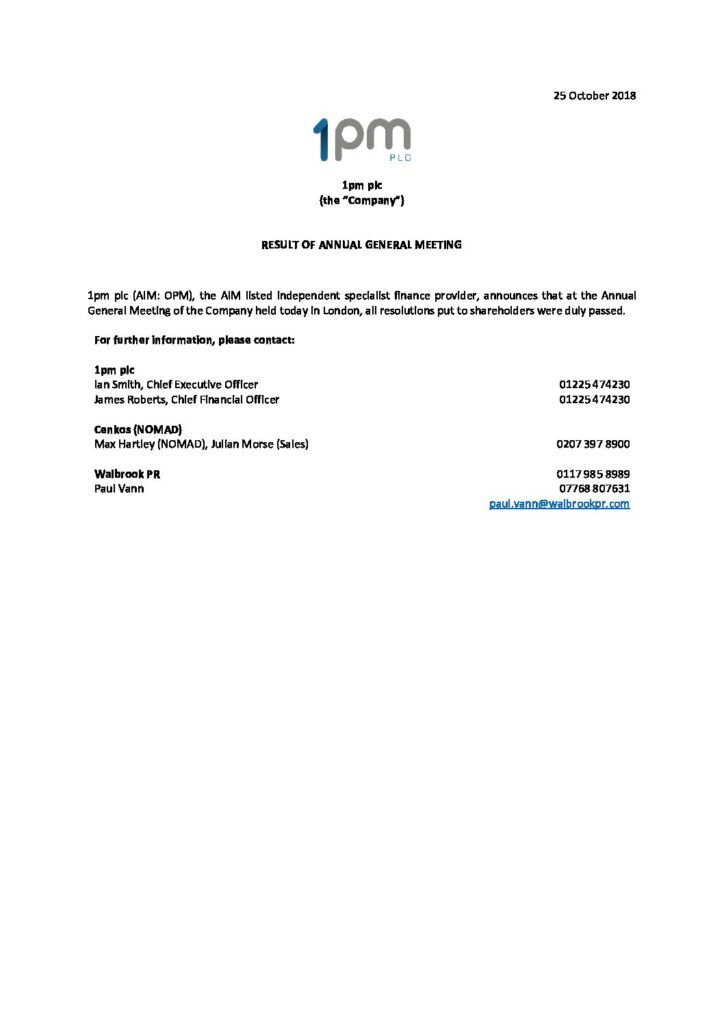 25 October 2018
1pm
PLC
1pm plc
(the "Company")
RESULT OF ANNUAL GENERAL MEETING
1pm plc (AIM: OPM), the AIM listed independent specialist finance provider, announces that at the Annual
General Meeting of the Company held today in London, all resolutions put to shareholders were duly passed.
For further information, please contact:
1pm plc
Ian Smith, Chief Executive Officer 01225 474230
James Roberts, Chief Financial Officer 01225 474230
Cenkos (NOMAD)
Max Hartley (NOMAD), Julian Morse (Sales) 0207 397 8900
Walbrook PR 0117 985 8989
Paul Vann 07768 807631
paul.vann@walbrookpr.com